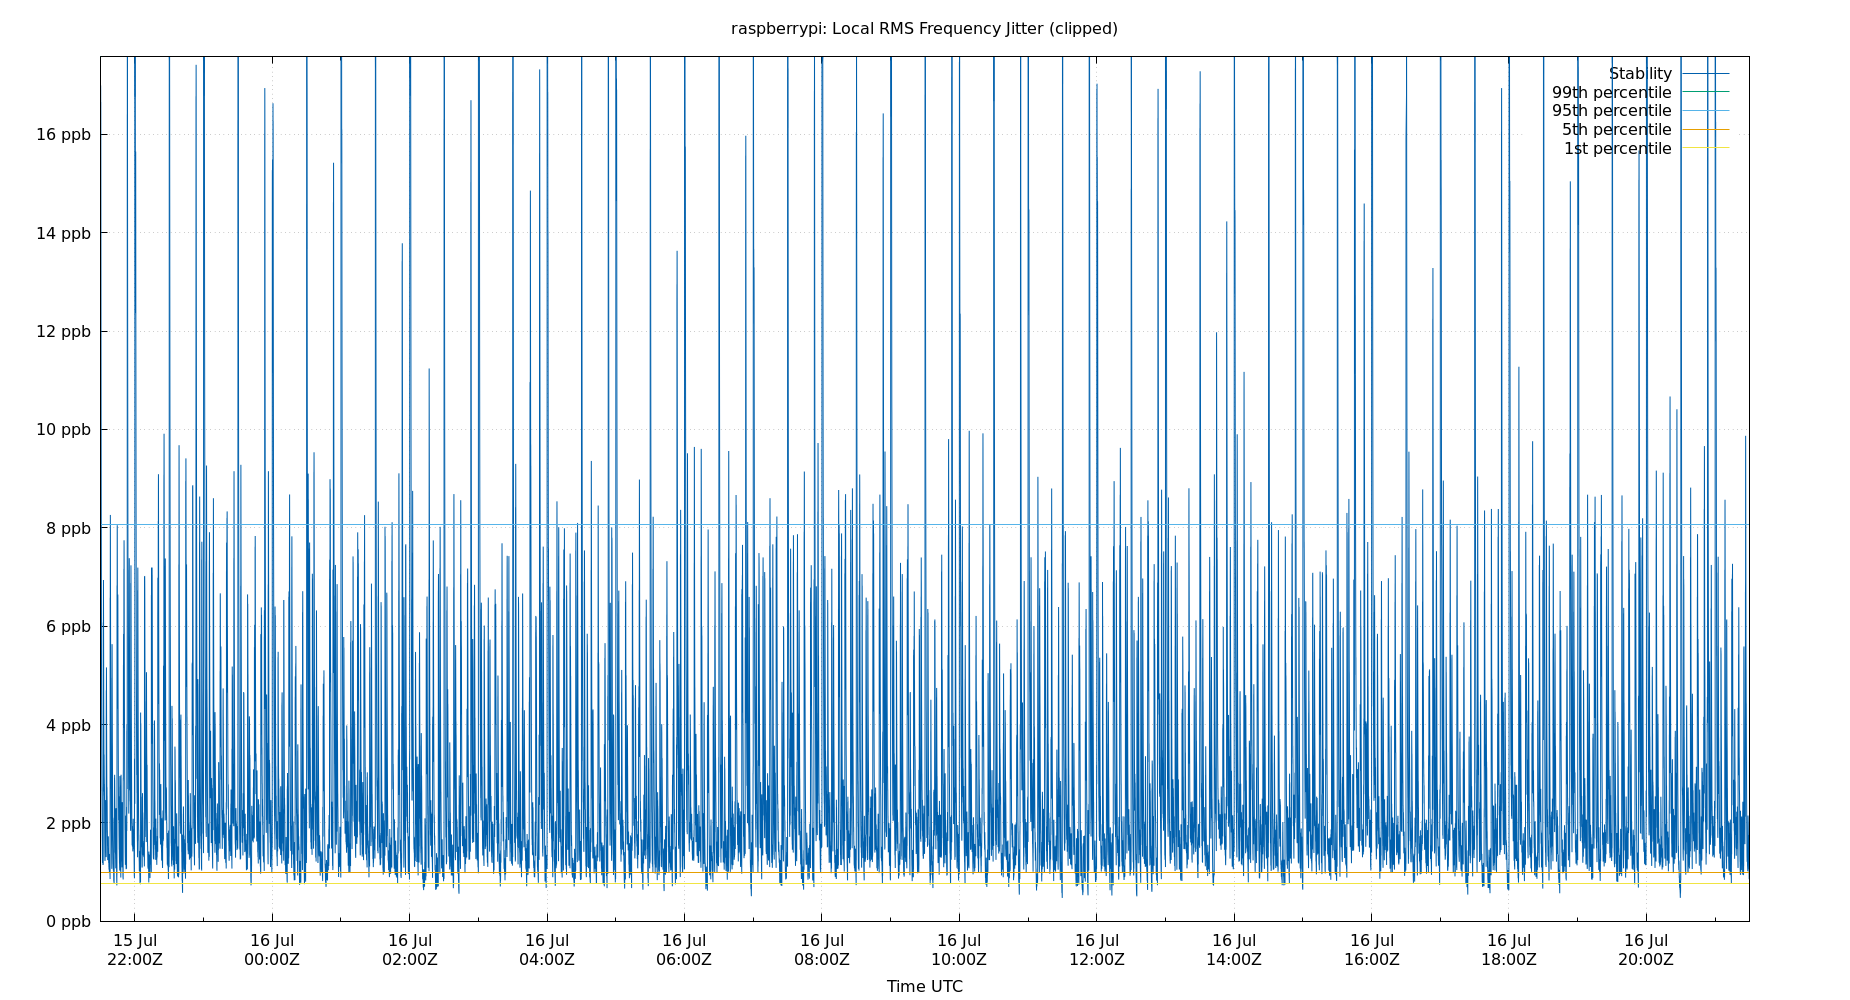 raspberrypi: Local RMS Frequency Jitter (clipped)
Stability
99th percentile
95th percentile
5th percentile
1st percentile
16 ppb
14 ppb
12 ppb
10 ppb
8 ppb
6 ppb
4 ppb
2 ppb
0 ppb
15 Jul 16 Jul 16 Jul 16 Jul 16 Jul 16 Jul 16 Jul 16 Jul 16 Jul 16 Jul 16 Jul 16 Jul
22:00Z 00:00Z 02:00Z 04:00Z 06:00Z 08:00Z 10:00Z 12:00Z 14:00Z 16:00Z 18:00Z 20:00Z
Time UTC